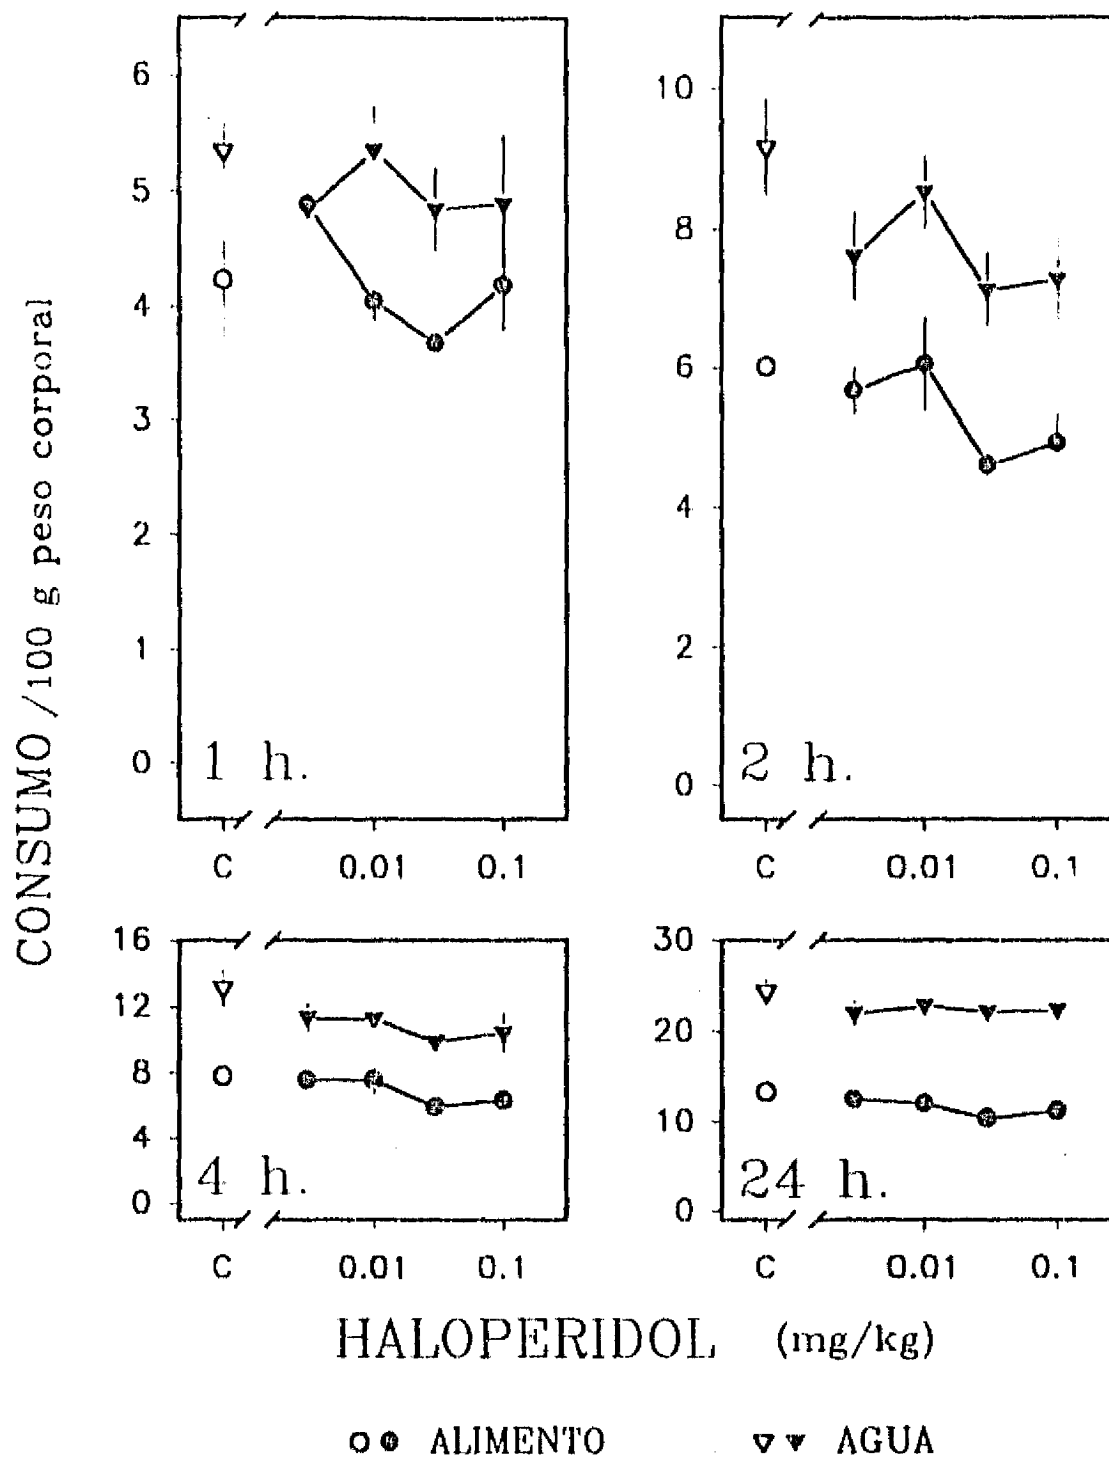 CONSUMO /100 g peso corporal
6
5
4
3
2
1
0
1 h.
C 0.01 0.1
10
8
6
4
2
0
2 h.
C 0.01 0.1
16
12
8
4
0
4 h.
C 0.01 0.1
30
20
10
0
24 h.
C 0.01 0.1
HALOPERIDOL (mg/kg)
ALIMENTO AGUA